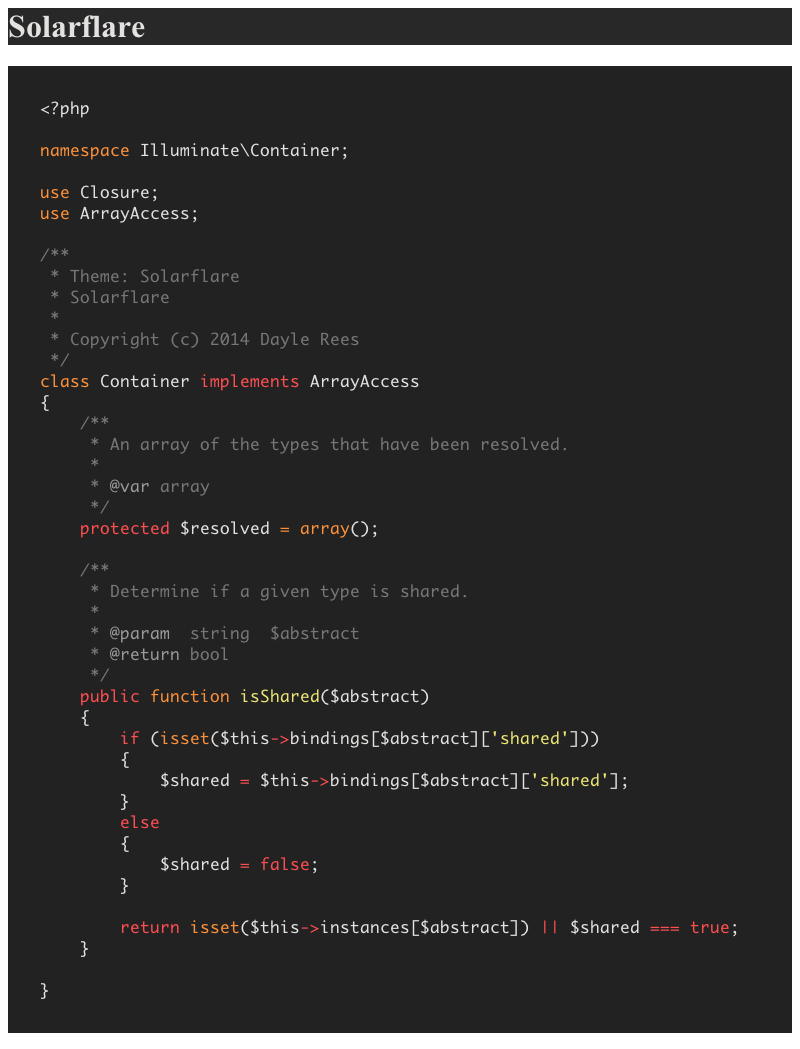 Solarflare
<?php
namespace Illuminate\Container;
use Closure;
use ArrayAccess;
/**
 * Theme: Solarflare
 * Solarflare
 *
 * Copyright (c) 2014 Dayle Rees
 */
class Container implements ArrayAccess
{
    /**
     * An array of the types that have been resolved.
     *
     * @var array
     */
    protected $resolved = array();
    /**
     * Determine if a given type is shared.
     *
     * @param  string  $abstract
     * @return bool
     */
    public function isShared($abstract)
    {
        if (isset($this->bindings[$abstract]['shared']))
        {
            $shared = $this->bindings[$abstract]['shared'];
        }
        else
        {
            $shared = false;
        }
        return isset($this->instances[$abstract]) || $shared === true;
    }
}